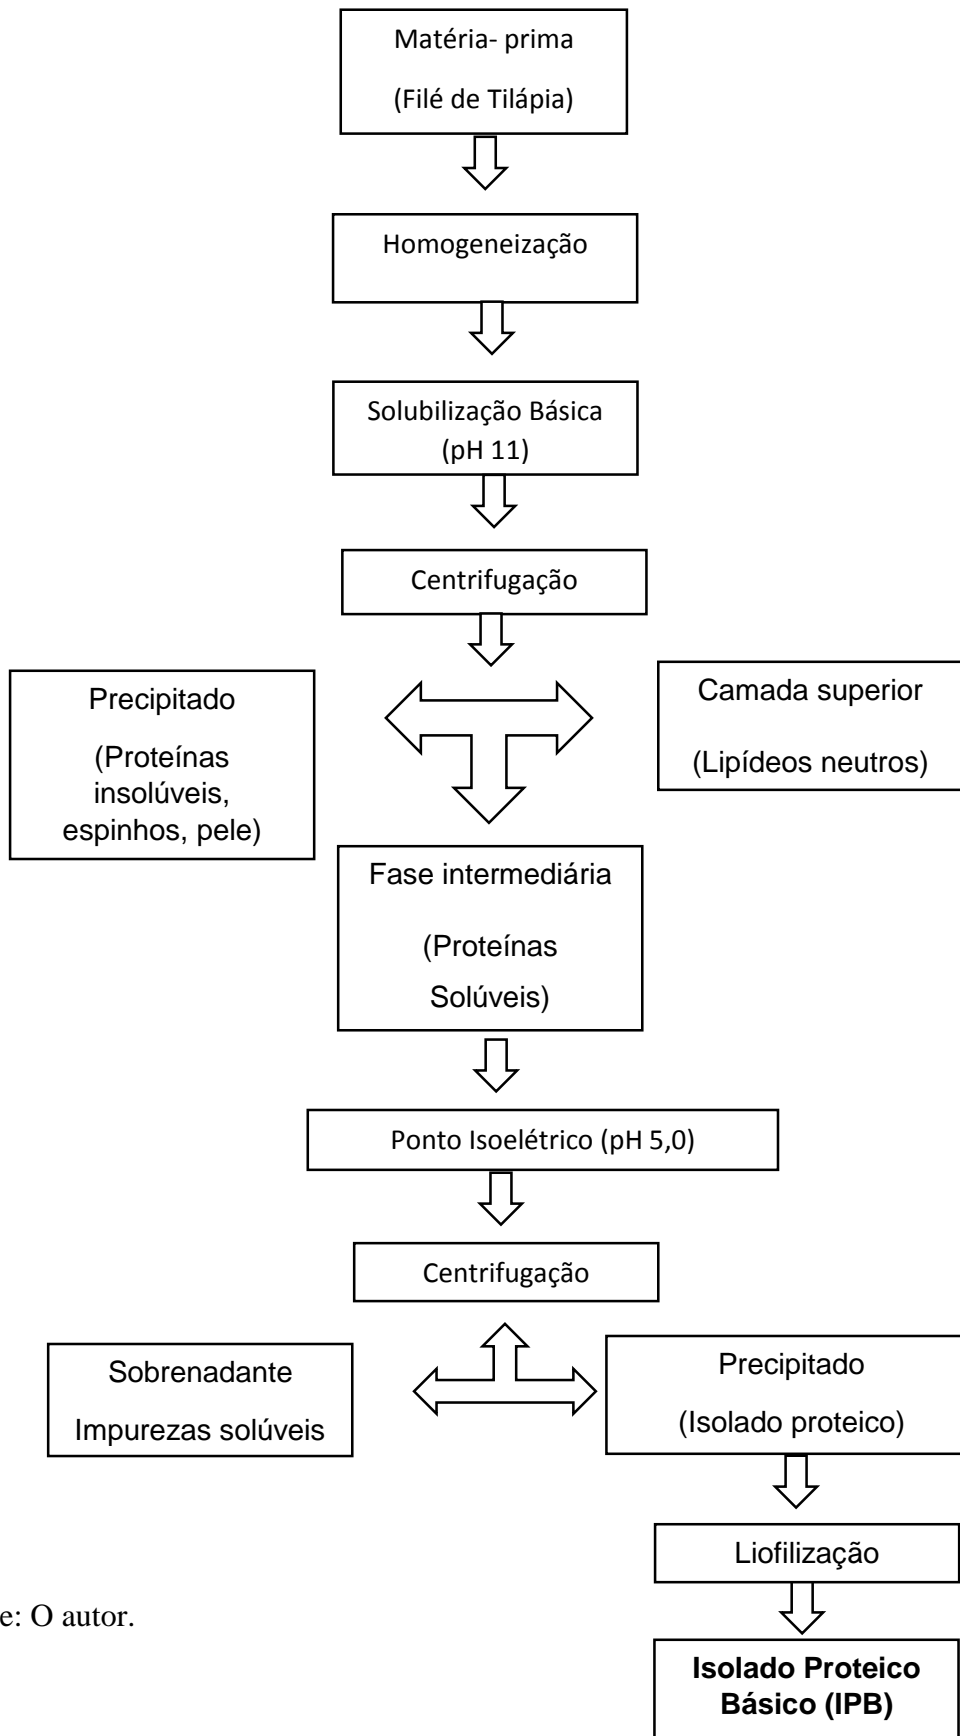 Matéria- prima
(Filé de Tilápia)
Homogeneização
Solubilização Básica
(pH 11)
Centrifugação
Precipitado
(Proteínas
insolúveis,
espinhos, pele)
Camada superior
(Lipídeos neutros)
Fase intermediária
(Proteínas
Solúveis)
Ponto Isoelétrico (pH 5,0)
Centrifugação
Sobrenadante
Impurezas solúveis
Precipitado
(Isolado proteico)
Liofilização
e: O autor.
Isolado Proteico
Básico (IPB)